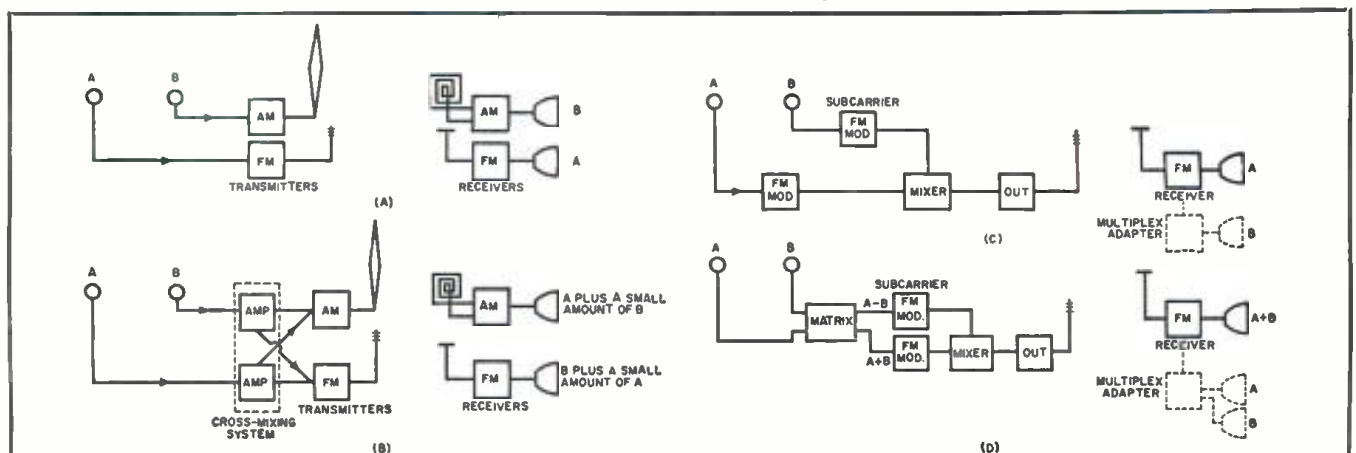 A
B
AM
FM
TRANSMITTERS
AM
B
FM
A
RECEIVERS
(A)
A
B
AMP
AM
AMP
FM
TRANSMITTERS
CROSS-MIXING
SYSTEM
AM
A PLUS A SMALL
AMOUNT OF B
FM
B PLUS A SMALL
AMOUNT OF A
RECEIVERS
(B)
A
B
SUBCARRIER
FM
MOD
FM
MOD
MIXER
OUT
FM
A
RECEIVER
MULTIPLEX
ADAPTER
B
(C)
A
B
SUBCARRIER
MATRIX
A-B
FM
MOD.
A+B
FM
MOD.
MIXER
OUT
FM
A+B
RECEIVER
MULTIPLEX
ADAPTER
A
B
(D)